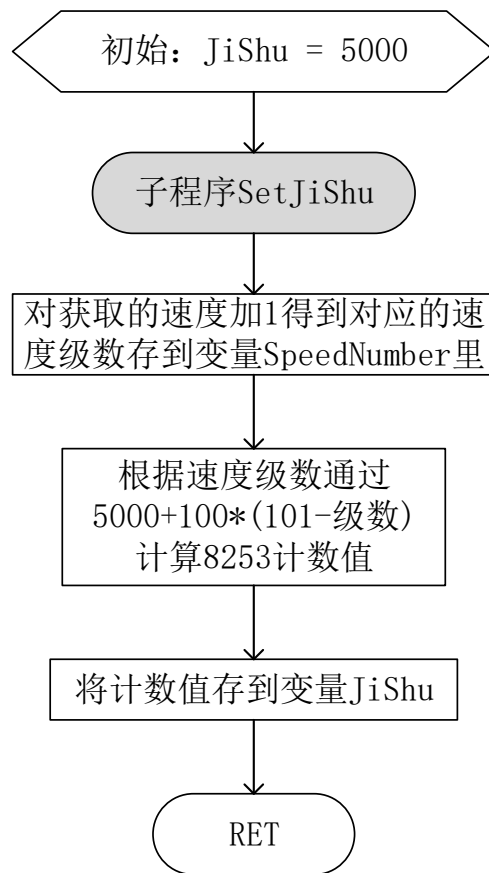 初始：JiShu = 5000
子程序SetJiShu
对获取的速度加1得到对应的速
度级数存到变量SpeedNumber里
根据速度级数通过
5000+100*(101-级数)
计算8253计数值
将计数值存到变量JiShu
RET